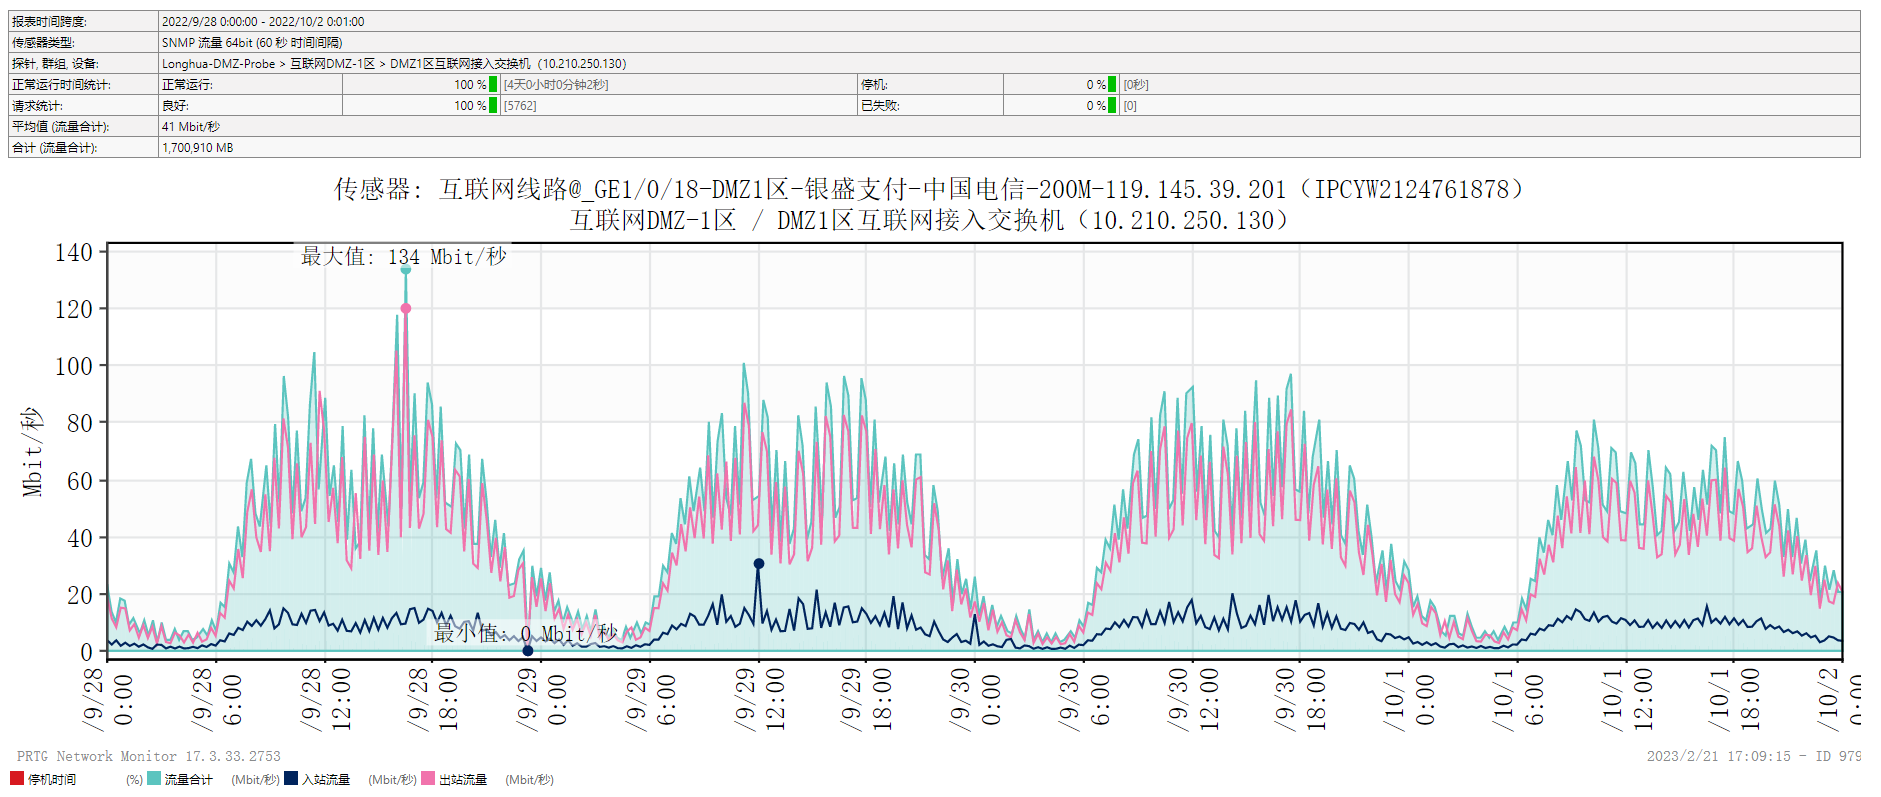 报表时间跨度: 2022/9/28 0:00:00 - 2022/10/2 0:01:00
传感器类型: SNMP 流量 64bit (60 秒 时间间隔)
探针, 群组, 设备: Longhua-DMZ-Probe > 互联网DMZ-1区 > DMZ1区互联网接入交换机（10.210.250.130）
正常运行时间统计: 正常运行: 100 % [4天0小时0分钟2秒] 停机: 0 % [0秒]
请求统计: 良好: 100 % [5762] 已失败: 0 % [0]
平均值 (流量合计): 41 Mbit/秒
合计 (流量合计): 1,700,910 MB
传感器: 互联网线路@_GE1/0/18-DMZ1区-银盛支付-中国电信-200M-119.145.39.201（IPCYW2124761878）
互联网DMZ-1区 / DMZ1区互联网接入交换机（10.210.250.130）
最大值: 134 Mbit/秒
140
120
100
80
60
40
20
0
Mbit/秒
最小值: 0 Mbit/秒
/9/28 0:00
/9/28 6:00
/9/28 12:00
/9/28 18:00
/9/29 0:00
/9/29 6:00
/9/29 12:00
/9/29 18:00
/9/30 0:00
/9/30 6:00
/9/30 12:00
/9/30 18:00
/10/1 0:00
/10/1 6:00
/10/1 12:00
/10/1 18:00
/10/2 0:00
PRTG Network Monitor 17.3.33.2753
2023/2/21 17:09:15 - ID 979
停机时间 (%) 流量合计 (Mbit/秒) 入站流量 (Mbit/秒) 出站流量 (Mbit/秒)